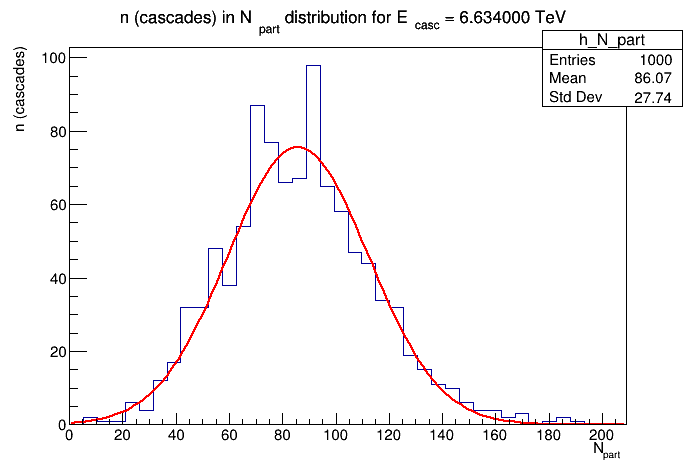 n (cascades) in N part distribution for E casc = 6.634000 TeV
h_N_part
Entries 1000
Mean 86.07
Std Dev 27.74
n (cascades)
100
80
60
40
20
0
0 20 40 60 80 100 120 140 160 180 200
N part